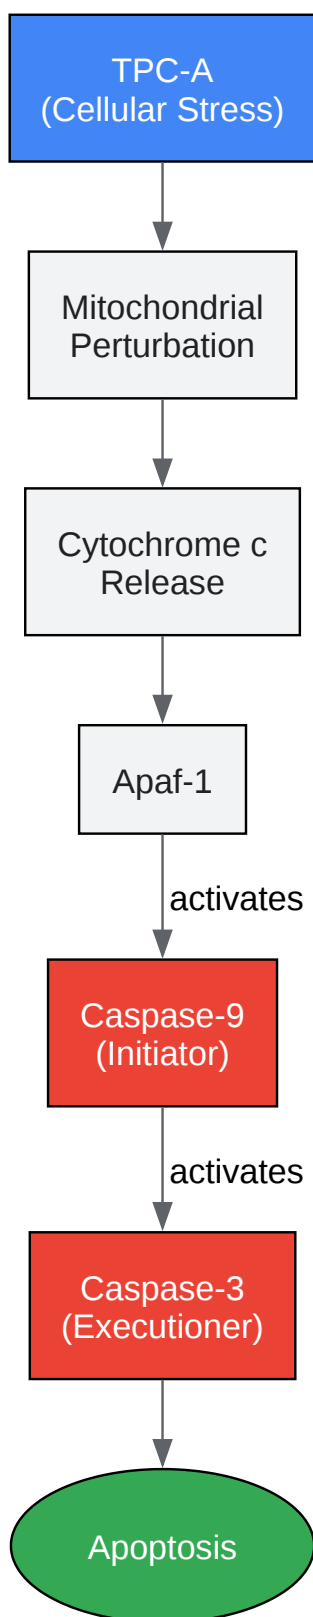 TPC-A
(Cellular Stress)
Mitochondrial
Perturbation
Cytochrome c
Release
Apaf-1
activates
Caspase-9
(Initiator)
activates
Caspase-3
(Executioner)
Apoptosis